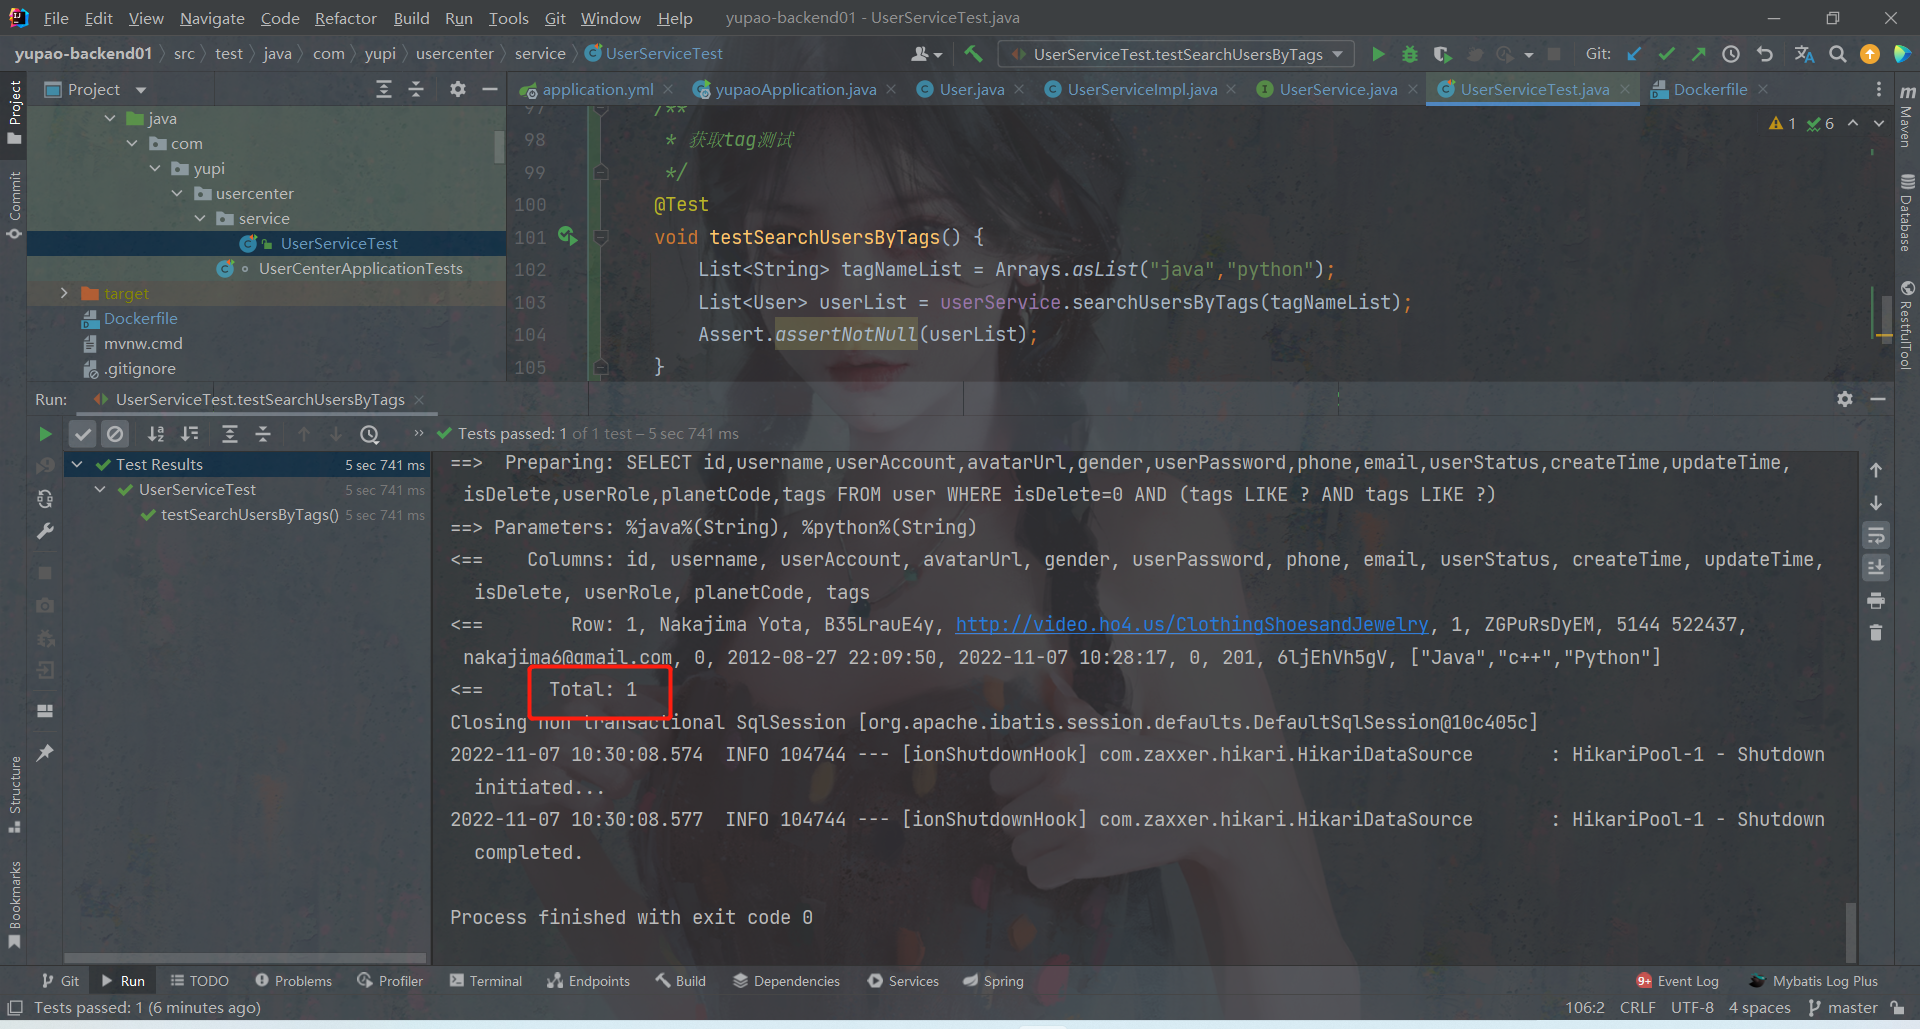 File Edit View Navigate Code Refactor Build Run Tools Git Window Help yupao-backend01 - UserServiceTest.java
yupao-backend01 src test java com yupi usercenter service UserServiceTest UserServiceTest.testSearchUsersByTags Git:
Project application.yml yupaoApplication.java User.java UserServiceImpl.java UserService.java UserServiceTest.java Dockerfile
Project
Commit
Structure
Bookmarks
Maven
Database
RestfulTool
java
com
yupi
usercenter
service
UserServiceTest
UserCenterApplicationTests
target
Dockerfile
mvnw.cmd
.gitignore
1 6
97 /**
98 * 获取tag测试
99 */
100 @Test
101 void testSearchUsersByTags() {
102 List<String> tagNameList = Arrays.asList("java","python");
103 List<User> userList = userService.searchUsersByTags(tagNameList);
104 Assert.assertNotNull(userList);
105 }
Run: UserServiceTest.testSearchUsersByTags
Tests passed: 1 of 1 test – 5 sec 741 ms
Test Results 5 sec 741 ms
UserServiceTest 5 sec 741 ms
testSearchUsersByTags() 5 sec 741 ms
==>  Preparing: SELECT id,username,userAccount,avatarUrl,gender,userPassword,phone,email,userStatus,createTime,updateTime,
isDelete,userRole,planetCode,tags FROM user WHERE isDelete=0 AND (tags LIKE ? AND tags LIKE ?)
==> Parameters: %java%(String), %python%(String)
<==    Columns: id, username, userAccount, avatarUrl, gender, userPassword, phone, email, userStatus, createTime, updateTime,
isDelete, userRole, planetCode, tags
<==        Row: 1, Nakajima Yota, B35LrauE4y, http://video.ho4.us/ClothingShoesandJewelry, 1, ZGPuRsDyEM, 5144 522437,
nakajima6@gmail.com, 0, 2012-08-27 22:09:50, 2022-11-07 10:28:17, 0, 201, 6ljEhVh5gV, ["Java","c++","Python"]
<==      Total: 1
Closing non transactional SqlSession [org.apache.ibatis.session.defaults.DefaultSqlSession@10c405c]
2022-11-07 10:30:08.574  INFO 104744 --- [ionShutdownHook] com.zaxxer.hikari.HikariDataSource       : HikariPool-1 - Shutdown
initiated...
2022-11-07 10:30:08.577  INFO 104744 --- [ionShutdownHook] com.zaxxer.hikari.HikariDataSource       : HikariPool-1 - Shutdown
completed.
Process finished with exit code 0
Git Run TODO Problems Profiler Terminal Endpoints Build Dependencies Services Spring 9+ Event Log Mybatis Log Plus
Tests passed: 1 (6 minutes ago) 106:2 CRLF UTF-8 4 spaces master